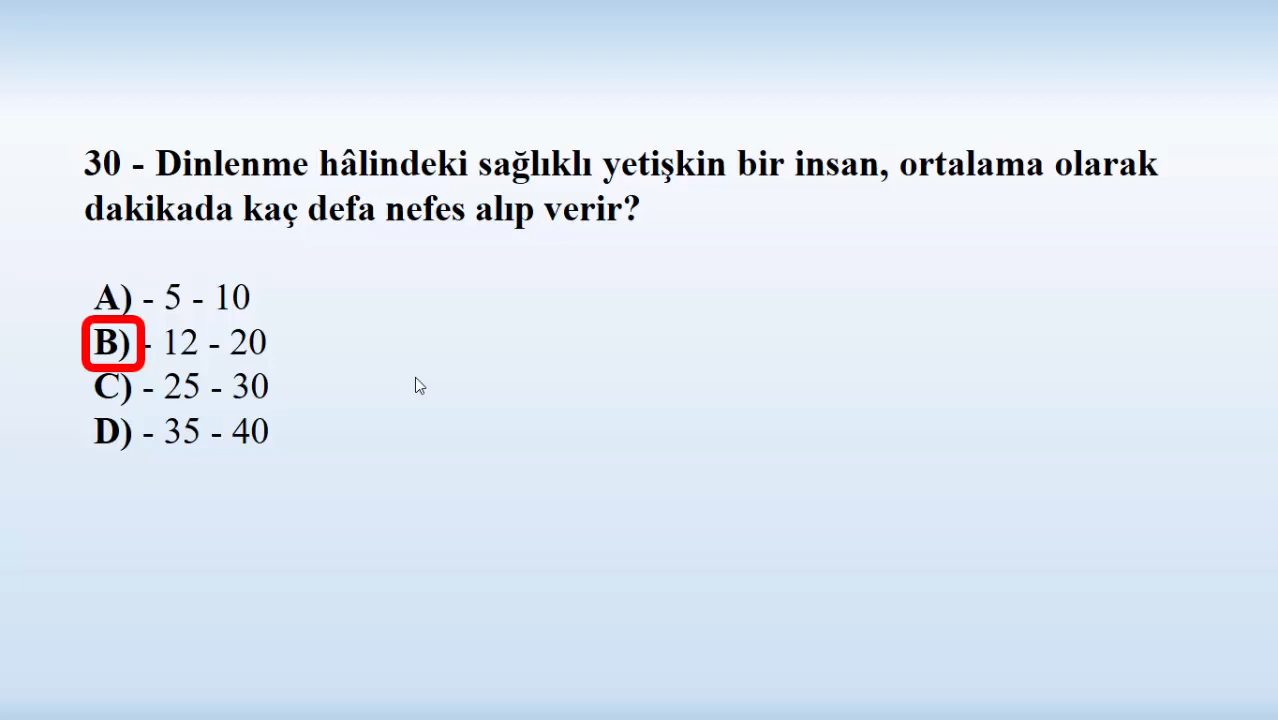 30 - Dinlenme hâlindeki sağlıklı yetişkin bir insan, ortalama olarak
dakikada kaç defa nefes alıp verir?
A) - 5 - 10
B) - 12 - 20
C) - 25 - 30
D) - 35 - 40